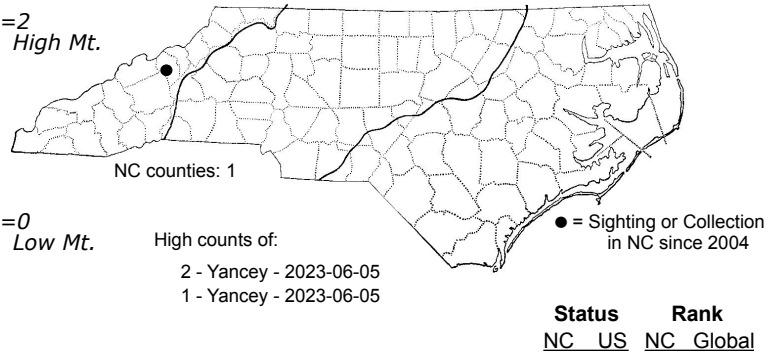 =2
High Mt.
NC counties: 1
=0
Low Mt.
High counts of:
2 - Yancey - 2023-06-05
1 - Yancey - 2023-06-05
● = Sighting or Collection
in NC since 2004
Status Rank
NC US NC Global